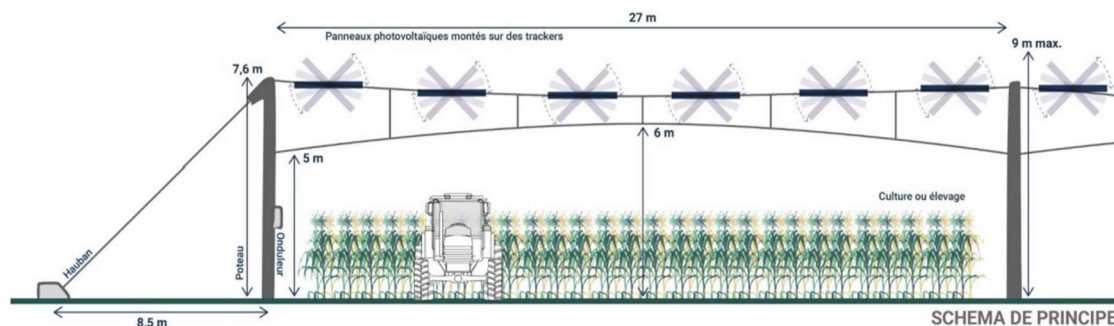 27 m
Panneaux photovoltaïques montés sur des trackers
9 m max.
7,6 m
6 m
5 m
Culture ou élevage
Hauban
Poteau
Onduleur
8,5 m
SCHEMA DE PRINCIPE